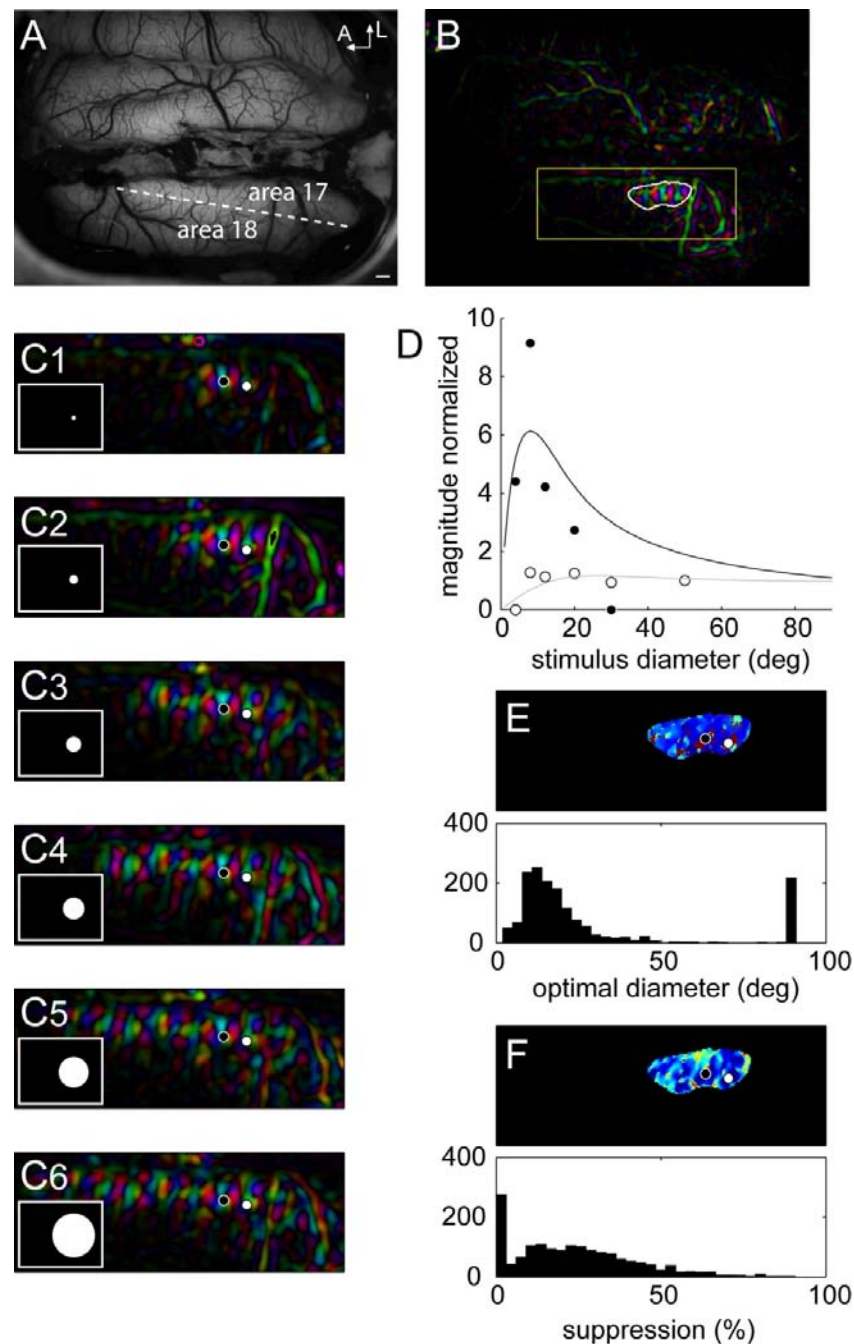 A
A L
area 17
area 18
B
C1
C2
C3
C4
C5
C6
D
magnitude normalized
10
8
6
4
2
0
0 20 40 60 80
stimulus diameter (deg)
E
400
200
0
0 50 100
optimal diameter (deg)
F
400
200
0
0 50 100
suppression (%)